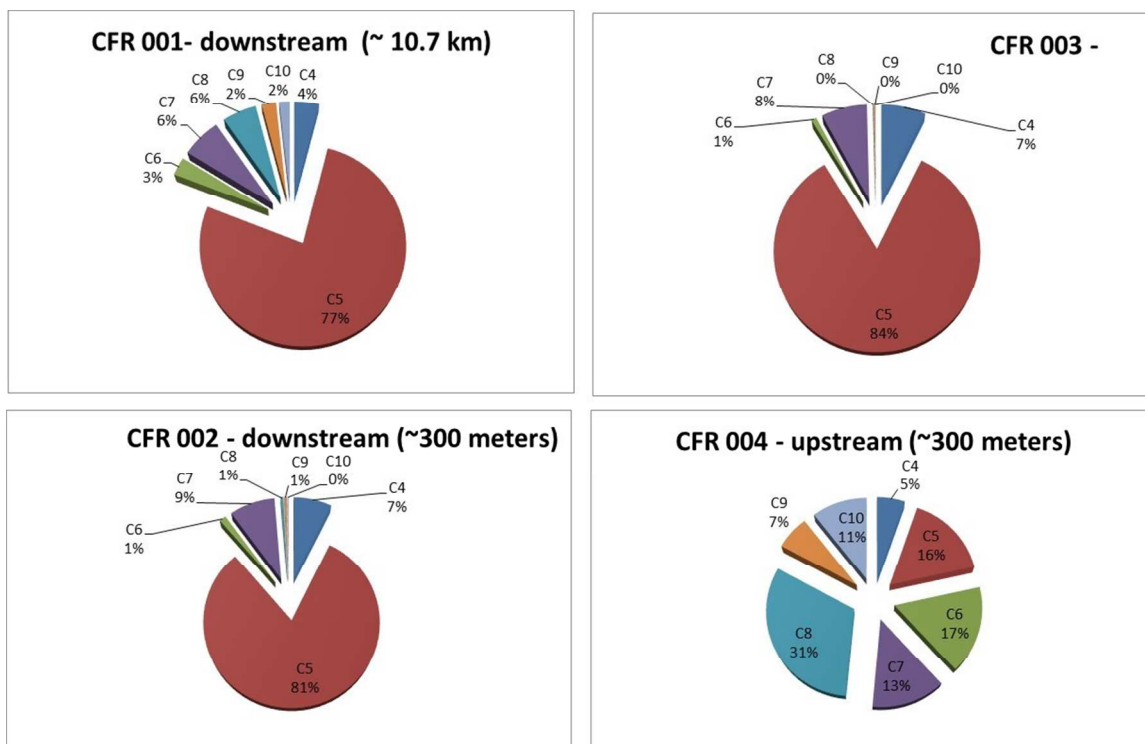 CFR 001- downstream (~ 10.7 km)
C4
4%
C5
77%
C6
3%
C7
6%
C8
6%
C9
2%
C10
2%
CFR 003 -
C4
7%
C5
84%
C6
1%
C7
8%
C8
0%
C9
0%
C10
0%
CFR 002 - downstream (~300 meters)
C4
7%
C5
81%
C6
1%
C7
9%
C8
1%
C9
1%
C10
0%
CFR 004 - upstream (~300 meters)
C4
5%
C5
16%
C6
17%
C7
13%
C8
31%
C9
7%
C10
11%